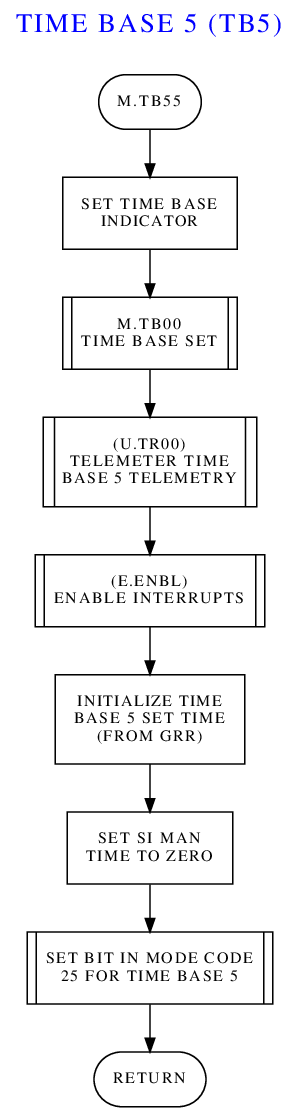 TIME BASE 5 (TB5)
M.TB55
SET TIME BASE
INDICATOR
M.TB00
TIME BASE SET
(U.TR00)
TELEMETER TIME
BASE 5 TELEMETRY
(E.ENBL)
ENABLE INTERRUPTS
INITIALIZE TIME
BASE 5 SET TIME
(FROM GRR)
SET SI MAN
TIME TO ZERO
SET BIT IN MODE CODE
25 FOR TIME BASE 5
RETURN